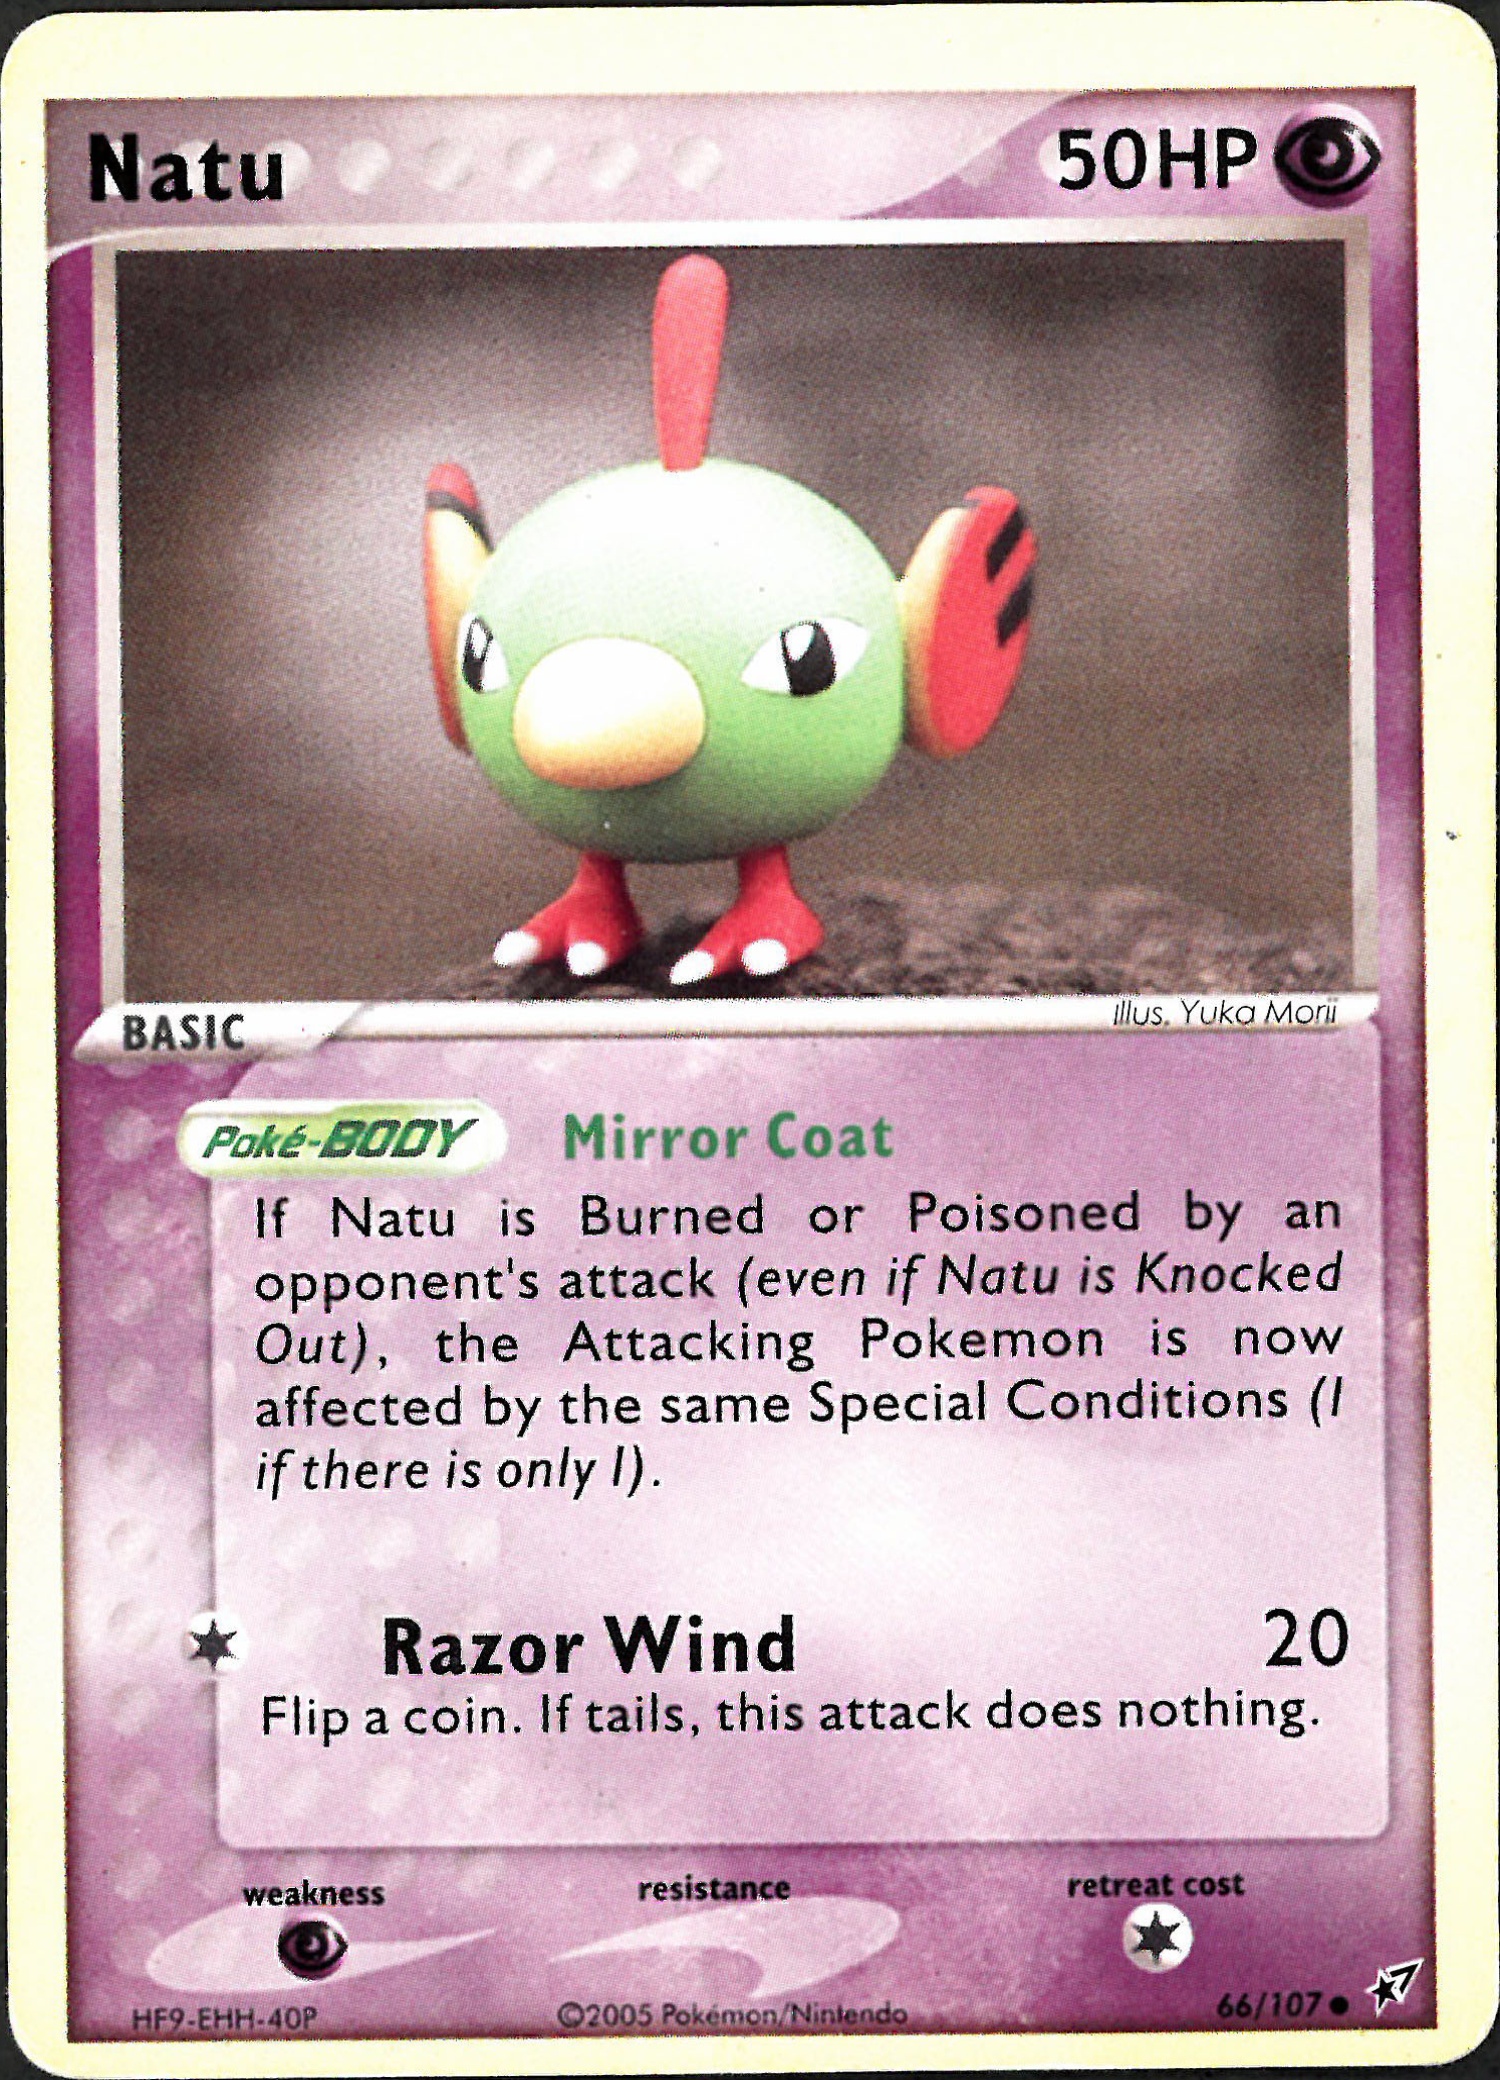 Natu 50HP
BASIC
Illus. Yuka Morii
Poké-BODY Mirror Coat
If Natu is Burned or Poisoned by an
opponent's attack (even if Natu is Knocked
Out), the Attacking Pokemon is now
affected by the same Special Conditions (1
if there is only 1).
Razor Wind 20
Flip a coin. If tails, this attack does nothing.
weakness resistance retreat cost
HF9-EHH-40P ©2005 Pokémon/Nintendo 66/107